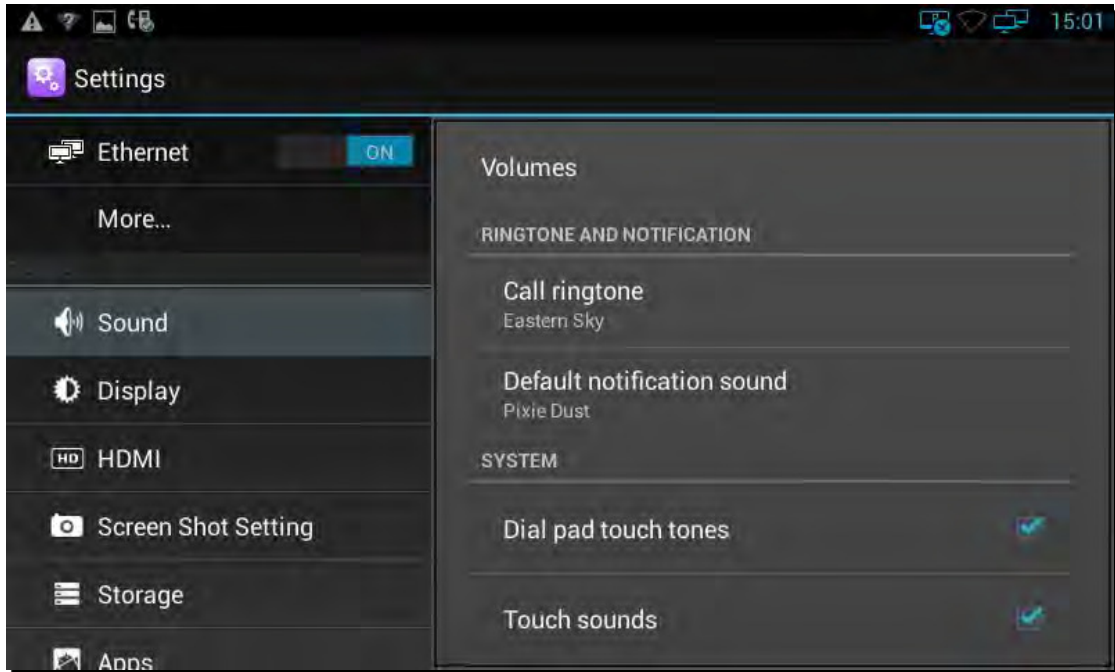 15:01
Settings
Ethernet ON
More...
Sound
Display
HD HDMI
Screen Shot Setting
Storage
Apps
Volumes
RINGTONE AND NOTIFICATION
Call ringtone
Eastern Sky
Default notification sound
Pixie Dust
SYSTEM
Dial pad touch tones
Touch sounds